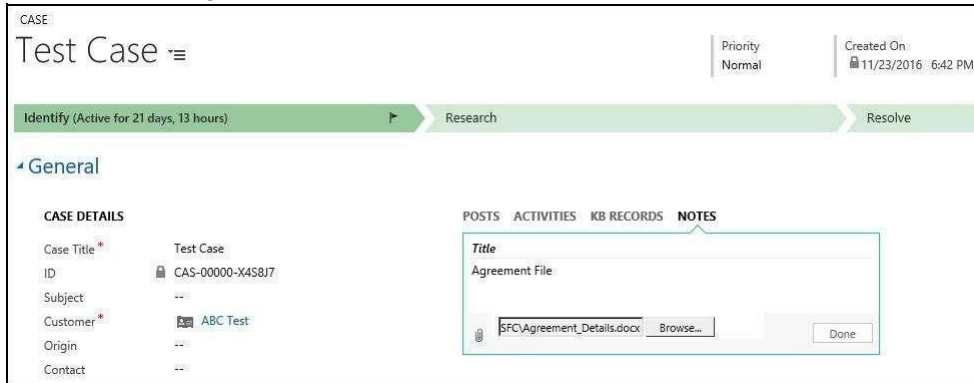 CASE
Test Case
Priority
Normal
Created On
11/23/2016 6:42 PM
Identify (Active for 21 days, 13 hours)
Research
Resolve
General
CASE DETAILS
POSTS ACTIVITIES KB RECORDS NOTES
Case Title * Test Case
Title
ID CAS-00000-X4S8J7
Agreement File
Subject --
Customer * ABC Test
SFC\Agreement_Details.docx Browse... Done
Origin --
Contact --